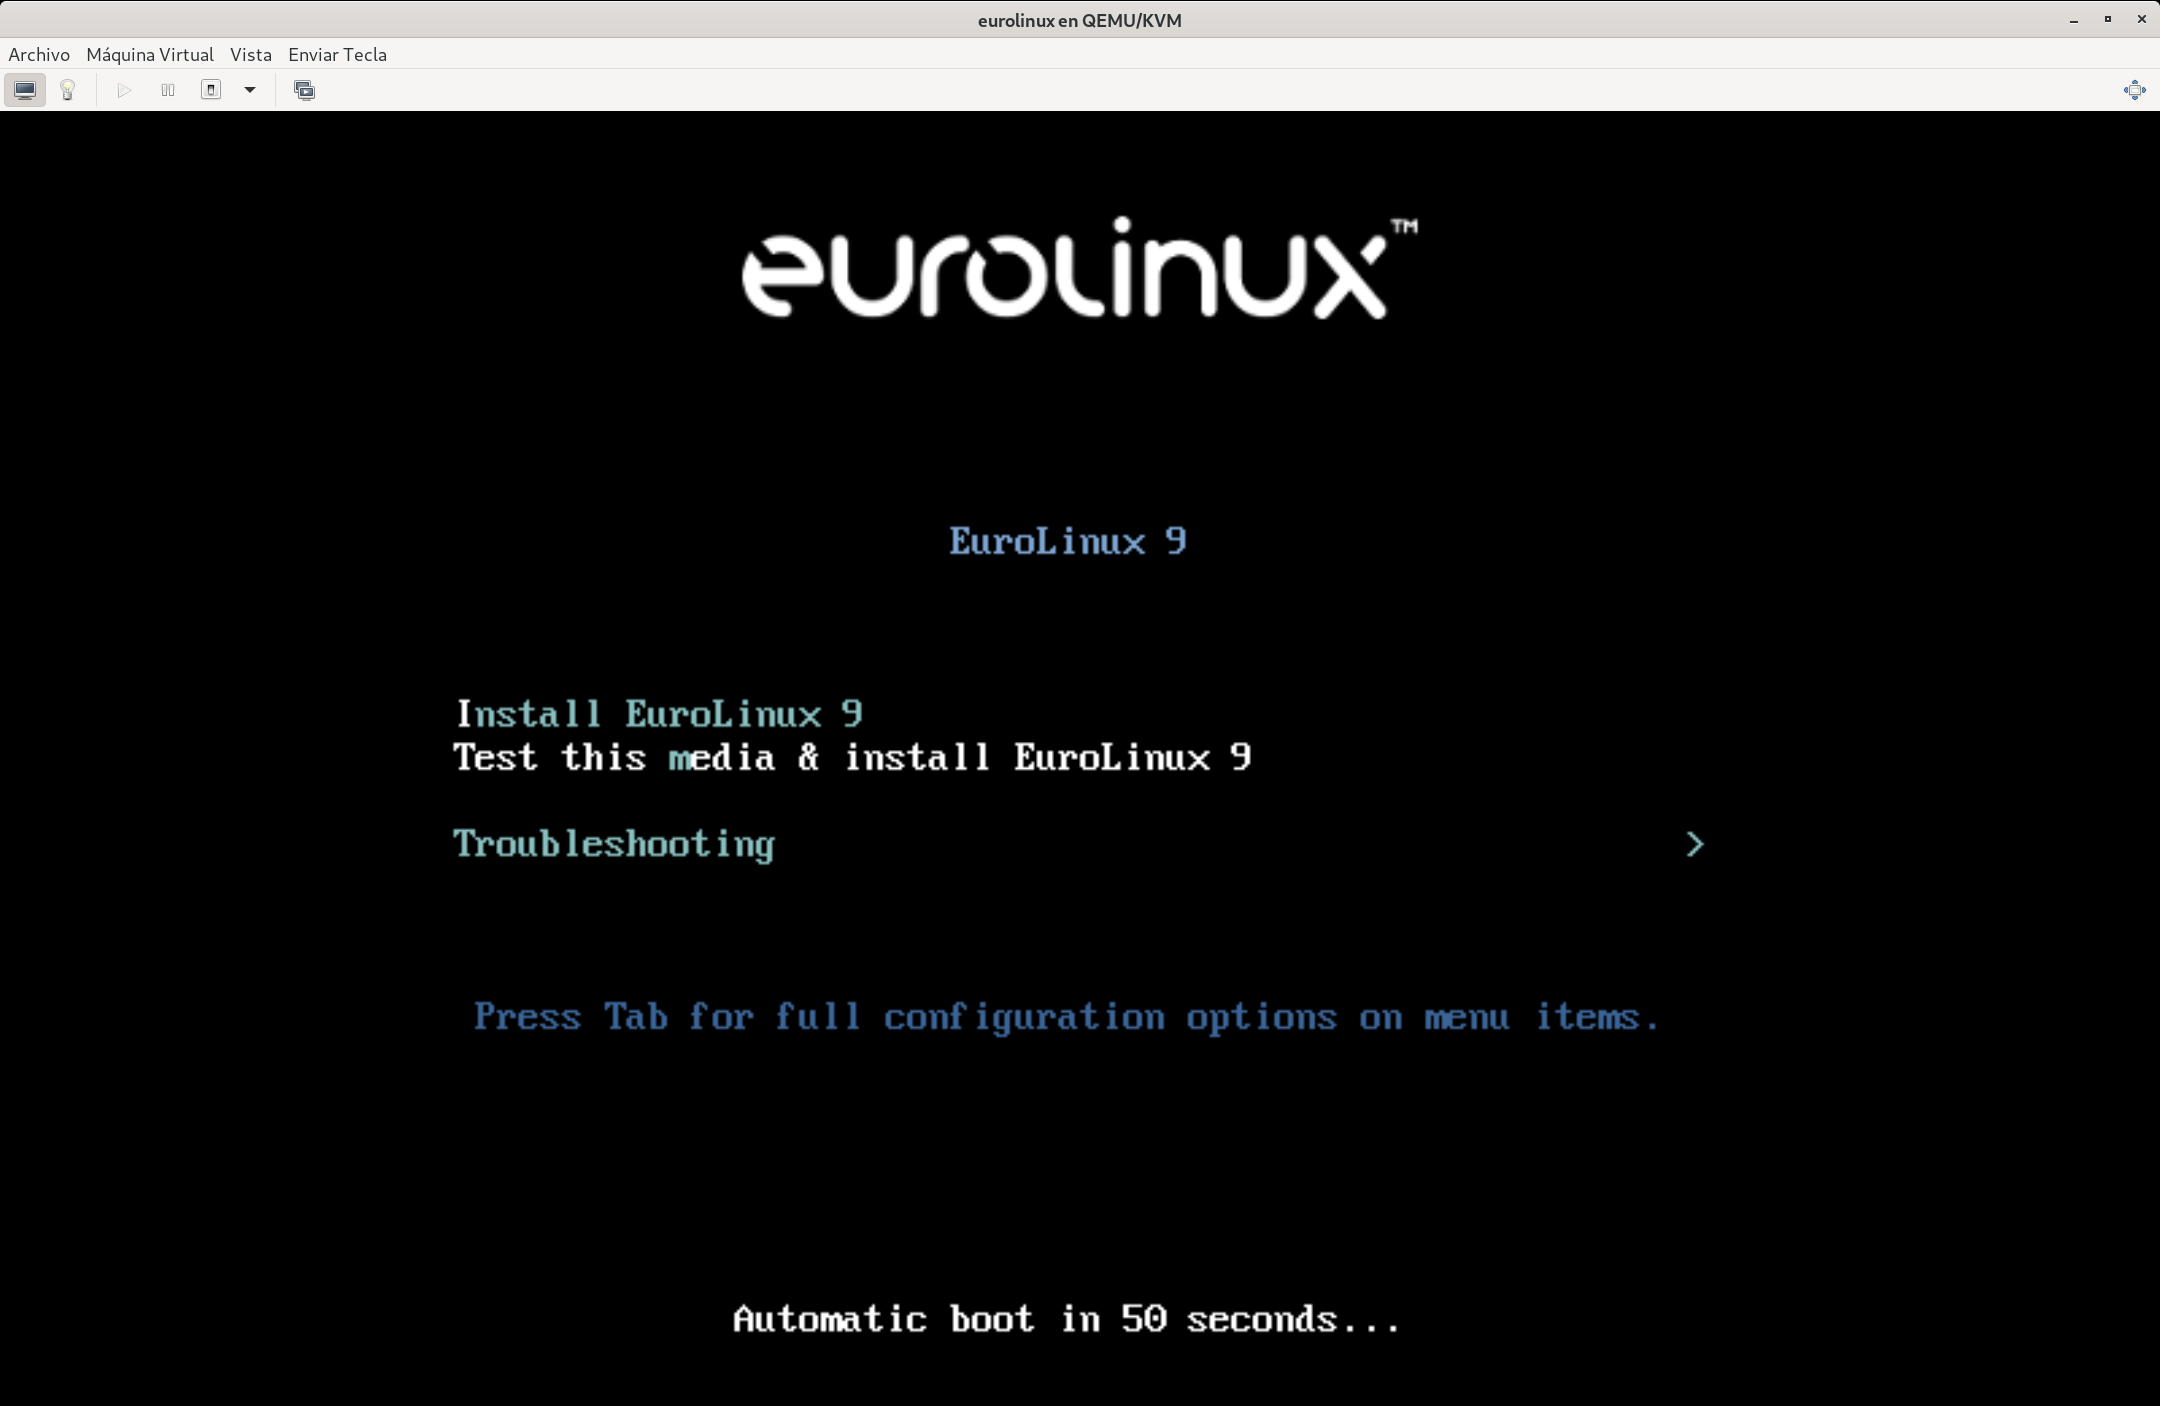 eurolinux en QEMU/KVM
Archivo Máquina Virtual Vista Enviar Tecla
eurolinux™
EuroLinux 9
Install EuroLinux 9
Test this media & install EuroLinux 9
Troubleshooting >
Press Tab for full configuration options on menu items.
Automatic boot in 50 seconds...